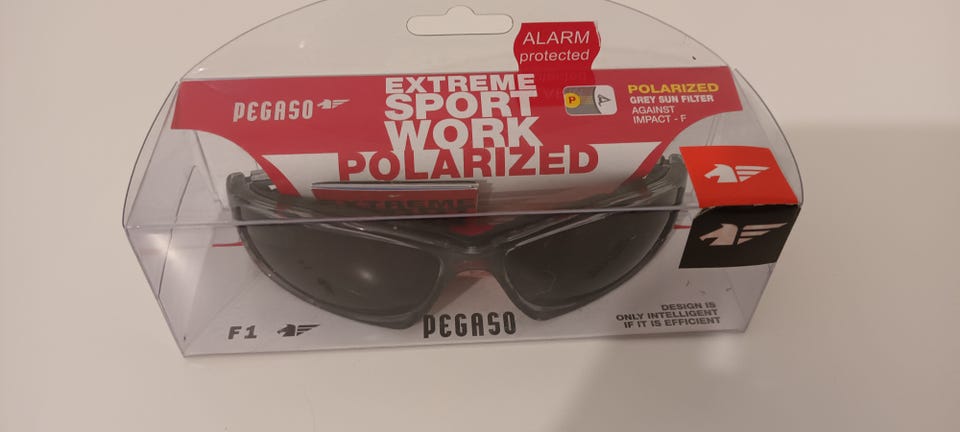 ALARM
protected
PEGASO
EXTREME
SPORT
WORK
POLARIZED
P
POLARIZED
GREY SUN FILTER
AGAINST
IMPACT - F
EXTREME
F1
PEGASO
DESIGN IS
ONLY INTELLIGENT
IF IT IS EFFICIENT